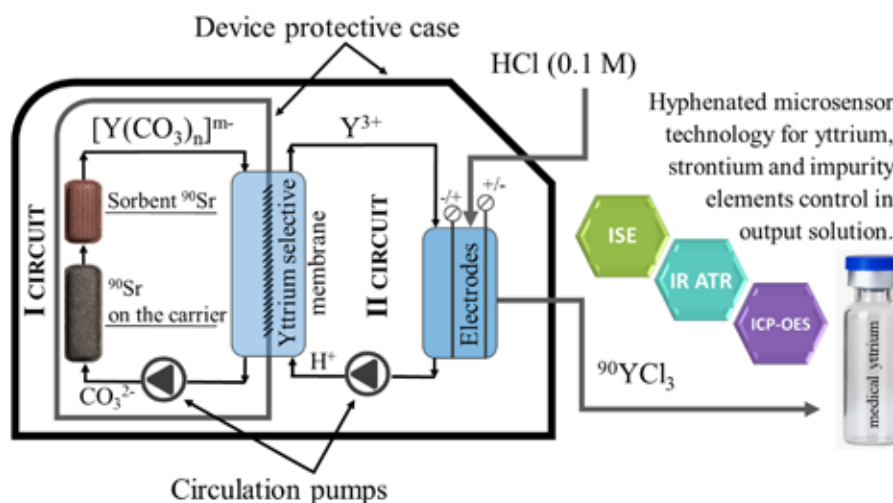 Device protective case
HCl (0.1 M)
Hyphenated microsensor
technology for yttrium,
strontium and impurity
elements control in
output solution.
[Y(CO₃)ₙ]ᵐ⁻
Y³⁺
-/+
+/-
I CIRCUIT
Sorbent ⁹⁰Sr
⁹⁰Sr
on the carrier
Yttrium selective
membrane
II CIRCUIT
Electrodes
ISE
IR ATR
ICP-OES
CO₃²⁻
H⁺
⁹⁰YCl₃
medical yttrium
Circulation pumps